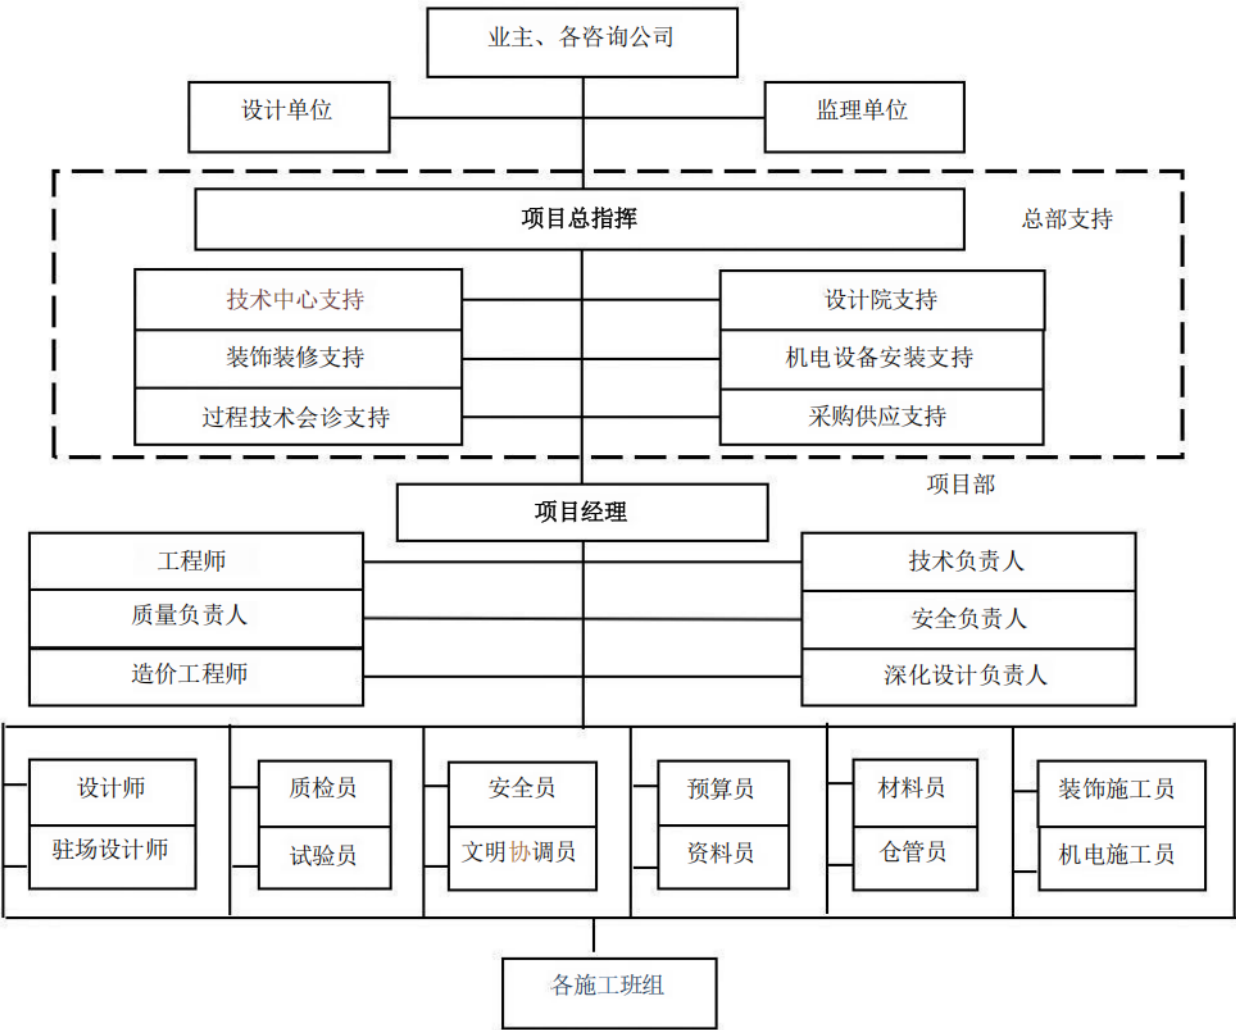 业主、各咨询公司
设计单位
监理单位
项目总指挥
总部支持
技术中心支持
设计院支持
装饰装修支持
机电设备安装支持
过程技术会诊支持
采购供应支持
项目部
项目经理
工程师
技术负责人
质量负责人
安全负责人
造价工程师
深化设计负责人
设计师
质检员
安全员
预算员
材料员
装饰施工员
驻场设计师
试验员
文明协调员
资料员
仓管员
机电施工员
各施工班组